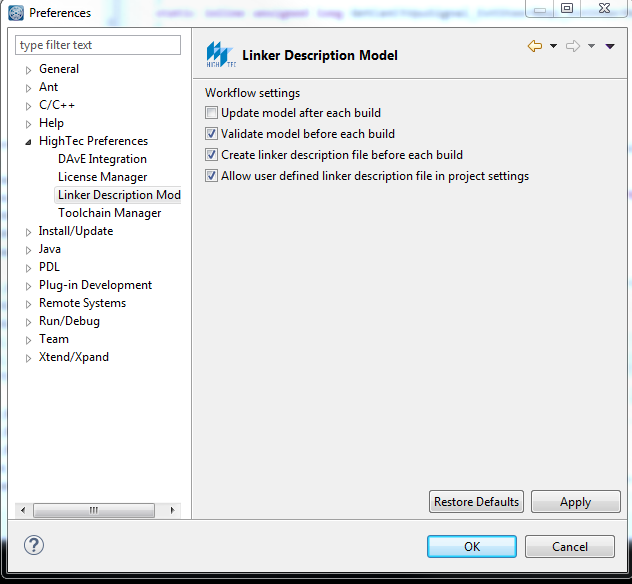 Preferences
type filter text
General
Ant
C/C++
Help
HighTec Preferences
DAvE Integration
License Manager
Linker Description Mod
Toolchain Manager
Install/Update
Java
PDL
Plug-in Development
Remote Systems
Run/Debug
Team
Xtend/Xpand
HIGHTEC
Linker Description Model
Workflow settings
Update model after each build
Validate model before each build
Create linker description file before each build
Allow user defined linker description file in project settings
Restore Defaults
Apply
?
OK
Cancel